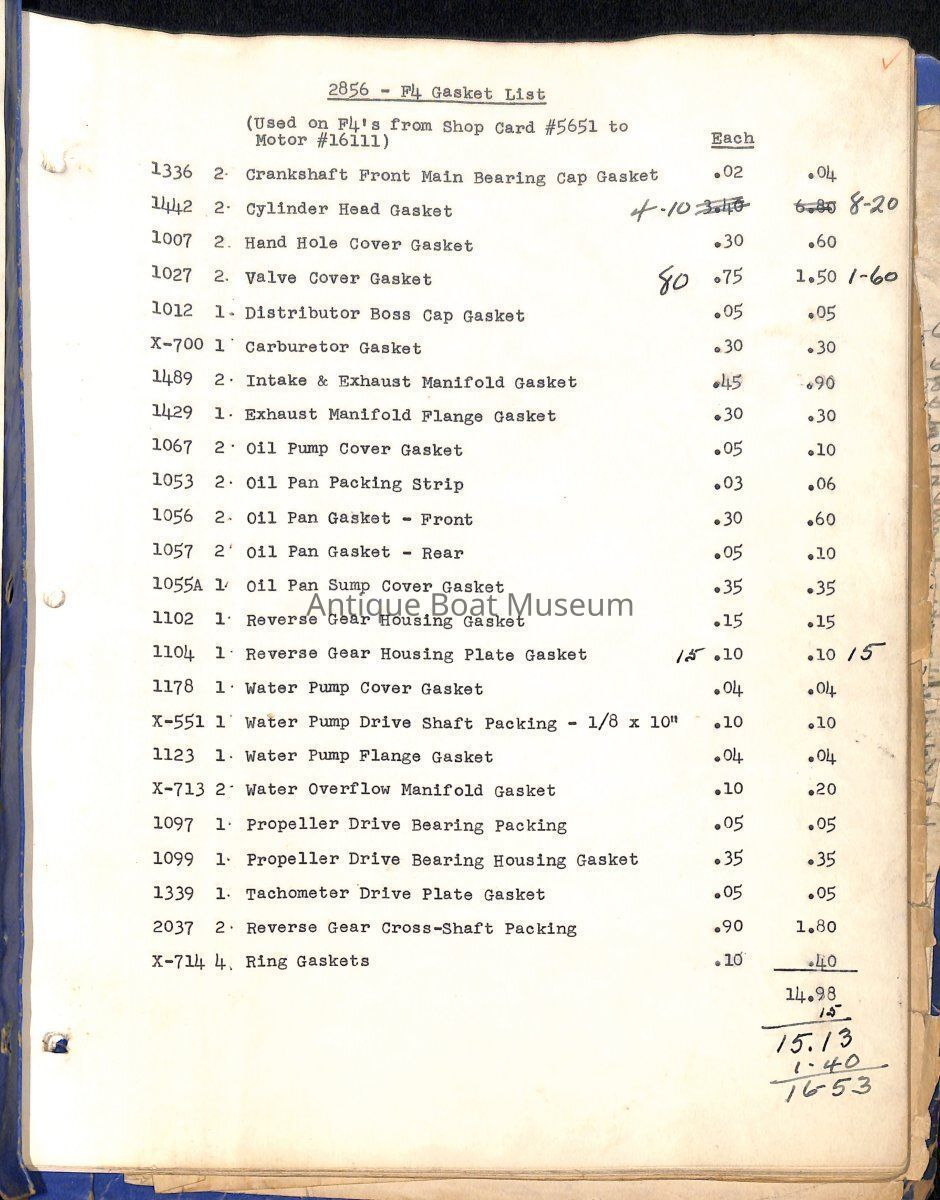 2856 - F4 Gasket List
(Used on F4's from Shop Card #5651 to
Motor #16111) Each
1336 2 Crankshaft Front Main Bearing Cap Gasket .02 .04
1442 2 Cylinder Head Gasket 4-10 3.40 6.80 8-20
1007 2 Hand Hole Cover Gasket .30 .60
1027 2 Valve Cover Gasket 80 .75 1.50 1-60
1012 1 Distributor Boss Cap Gasket .05 .05
X-700 1 Carburetor Gasket .30 .30
1489 2 Intake & Exhaust Manifold Gasket .45 .90
1429 1 Exhaust Manifold Flange Gasket .30 .30
1067 2 Oil Pump Cover Gasket .05 .10
1053 2 Oil Pan Packing Strip .03 .06
1056 2 Oil Pan Gasket - Front .30 .60
1057 2 Oil Pan Gasket - Rear .05 .10
1055A 1 Oil Pan Sump Cover Gasket .35 .35
Antique Boat Museum
1102 1 Reverse Gear Housing Gasket .15 .15
1104 1 Reverse Gear Housing Plate Gasket 15 .10 .10 15
1178 1 Water Pump Cover Gasket .04 .04
X-551 1 Water Pump Drive Shaft Packing - 1/8 x 10" .10 .10
1123 1 Water Pump Flange Gasket .04 .04
X-713 2 Water Overflow Manifold Gasket .10 .20
1097 1 Propeller Drive Bearing Packing .05 .05
1099 1 Propeller Drive Bearing Housing Gasket .35 .35
1339 1 Tachometer Drive Plate Gasket .05 .05
2037 2 Reverse Gear Cross-Shaft Packing .90 1.80
X-714 4 Ring Gaskets .10 .40
14.98
15
15.13
1-40
16-53